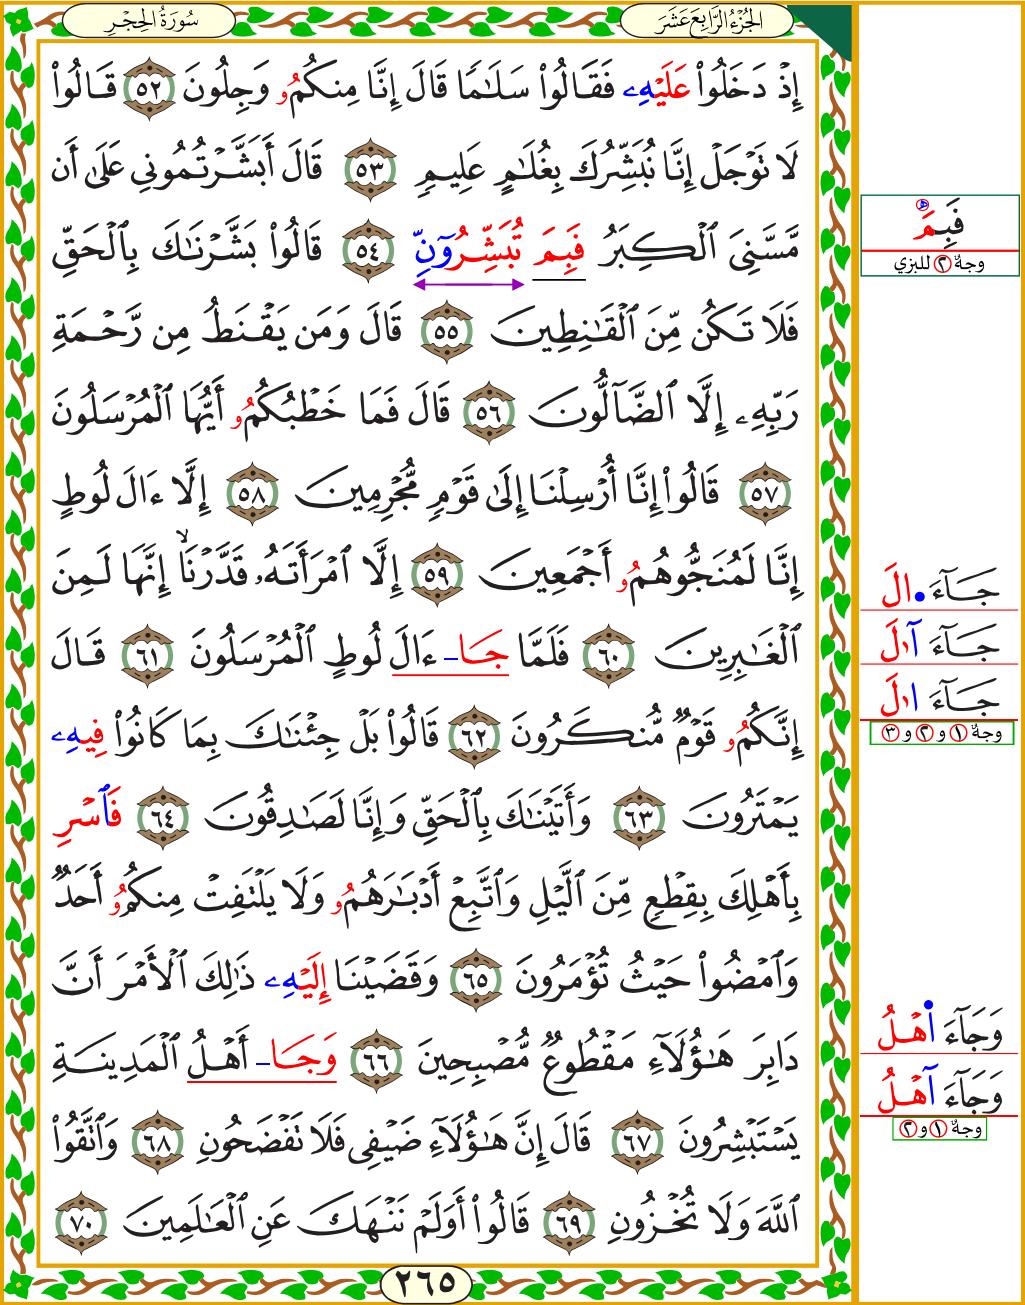 سُورَةُ الحِجْرِ
الجُزْءُ الرَّابِعَ عَشَرَ
إِذْ دَخَلُوا۟ عَلَيْهِۦ فَقَالُوا۟ سَلَٰمًا قَالَ إِنَّا مِنكُمُۥ وَجِلُونَ ٥٢ قَالُوا۟
لَا تَوْجَلْ إِنَّا نُبَشِّرُكَ بِغُلَٰمٍ عَلِيمٍ ٥٣ قَالَ أَبَشَّرْتُمُونِى عَلَىٰ أَن
مَّسَّنِىَ ٱلْكِبَرُ فَبِمَ تُبَشِّرُونِّ ٥٤ قَالُوا۟ بَشَّرْنَٰكَ بِٱلْحَقِّ
فَلَا تَكُن مِّنَ ٱلْقَٰنِطِينَ ٥٥ قَالَ وَمَن يَقْنَطُ مِن رَّحْمَةِ
رَبِّهِۦ إِلَّا ٱلضَّآلُّونَ ٥٦ قَالَ فَمَا خَطْبُكُمُۥ أَيُّهَا ٱلْمُرْسَلُونَ
٥٧ قَالُوا۟ إِنَّا أُرْسِلْنَا إِلَىٰ قَوْمٍ مُّجْرِمِينَ ٥٨ إِلَّا ءَالَ لُوطٍ
إِنَّا لَمُنَجُّوهُمُۥ أَجْمَعِينَ ٥٩ إِلَّا ٱمْرَأَتَهُۥ قَدَّرْنَاۙ إِنَّهَا لَمِنَ
ٱلْغَٰبِرِينَ ٦٠ فَلَمَّا جَا ءَالَ لُوطٍ ٱلْمُرْسَلُونَ ٦١ قَالَ
إِنَّكُمُۥ قَوْمٌ مُّنكَرُونَ ٦٢ قَالُوا۟ بَلْ جِئْنَٰكَ بِمَا كَانُوا۟ فِيهِۦ
يَمْتَرُونَ ٦٣ وَأَتَيْنَٰكَ بِٱلْحَقِّ وَإِنَّا لَصَٰدِقُونَ ٦٤ فَٱسْرِ
بِأَهْلِكَ بِقِطْعٍ مِّنَ ٱلَّيْلِ وَٱتَّبِعْ أَدْبَٰرَهُمُۥ وَلَا يَلْتَفِتْ مِنكُمُۥ أَحَدٌ
وَٱمْضُوا۟ حَيْثُ تُؤْمَرُونَ ٦٥ وَقَضَيْنَا إِلَيْهِۦ ذَٰلِكَ ٱلْأَمْرَ أَنَّ
دَابِرَ هَٰؤُلَآءِ مَقْطُوعٌ مُّصْبِحِينَ ٦٦ وَجَا أَهْلُ ٱلْمَدِينَةِ
يَسْتَبْشِرُونَ ٦٧ قَالَ إِنَّ هَٰؤُلَآءِ ضَيْفِى فَلَا تَفْضَحُونِ ٦٨ وَٱتَّقُوا۟
ٱللَّهَ وَلَا تُخْزُونِ ٦٩ قَالُوا۟ أَوَلَمْ نَنْهَكَ عَنِ ٱلْعَٰلَمِينَ ٧٠
٢٦٥
فَبِمَهْ
وجهٌ ٢ للبزي
جَآءَ ا۬لَ
جَآءَ آلَ
جَآءَ الَ
وجهٌ ١ و ٢ و ٣
وَجَآءَ ا۬هْلُ
وَجَآءَ آهْلُ
وجهٌ ١ و ٢